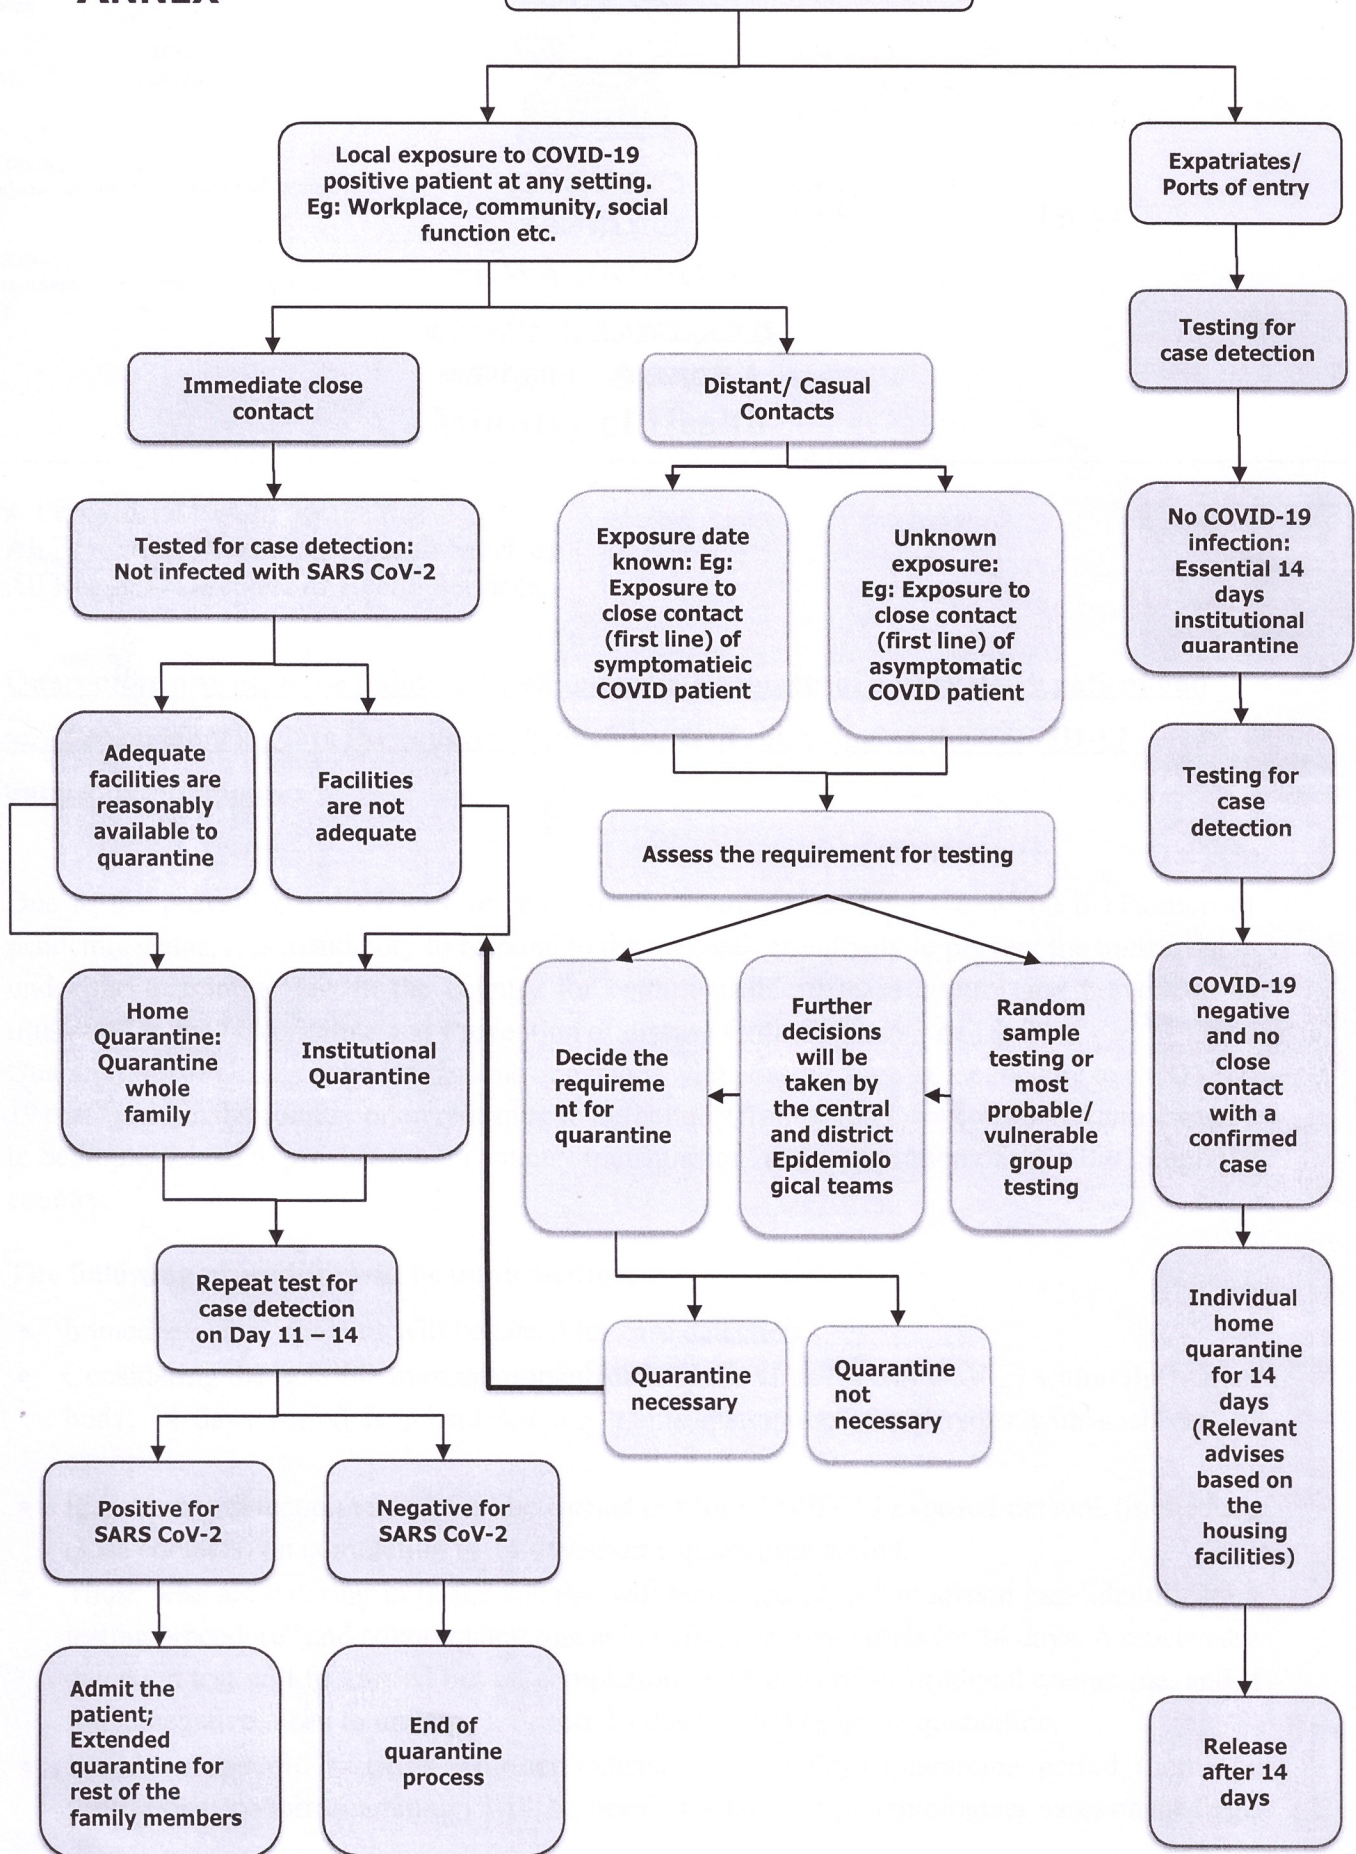 ANNEX
Local exposure to COVID-19
positive patient at any setting.
Eg: Workplace, community, social
function etc.
Expatriates/
Ports of entry
Testing for
case detection
Immediate close
contact
Distant/ Casual
Contacts
Tested for case detection:
Not infected with SARS CoV-2
Exposure date
known: Eg:
Exposure to
close contact
(first line) of
symptomatieic
COVID patient
Unknown
exposure:
Eg: Exposure to
close contact
(first line) of
asymptomatic
COVID patient
No COVID-19
infection:
Essential 14
days
institutional
quarantine
Adequate
facilities are
reasonably
available to
quarantine
Facilities
are not
adequate
Testing for
case
detection
Assess the requirement for testing
Home
Quarantine:
Quarantine
whole
family
Institutional
Quarantine
Decide the
requireme
nt for
quarantine
Further
decisions
will be
taken by
the central
and district
Epidemiolo
gical teams
Random
sample
testing or
most
probable/
vulnerable
group
testing
COVID-19
negative
and no
close
contact
with a
confirmed
case
Repeat test for
case detection
on Day 11 – 14
Quarantine
necessary
Quarantine
not
necessary
Individual
home
quarantine
for 14
days
(Relevant
advises
based on
the
housing
facilities)
Positive for
SARS CoV-2
Negative for
SARS CoV-2
Admit the
patient;
Extended
quarantine for
rest of the
family members
End of
quarantine
process
Release
after 14
days